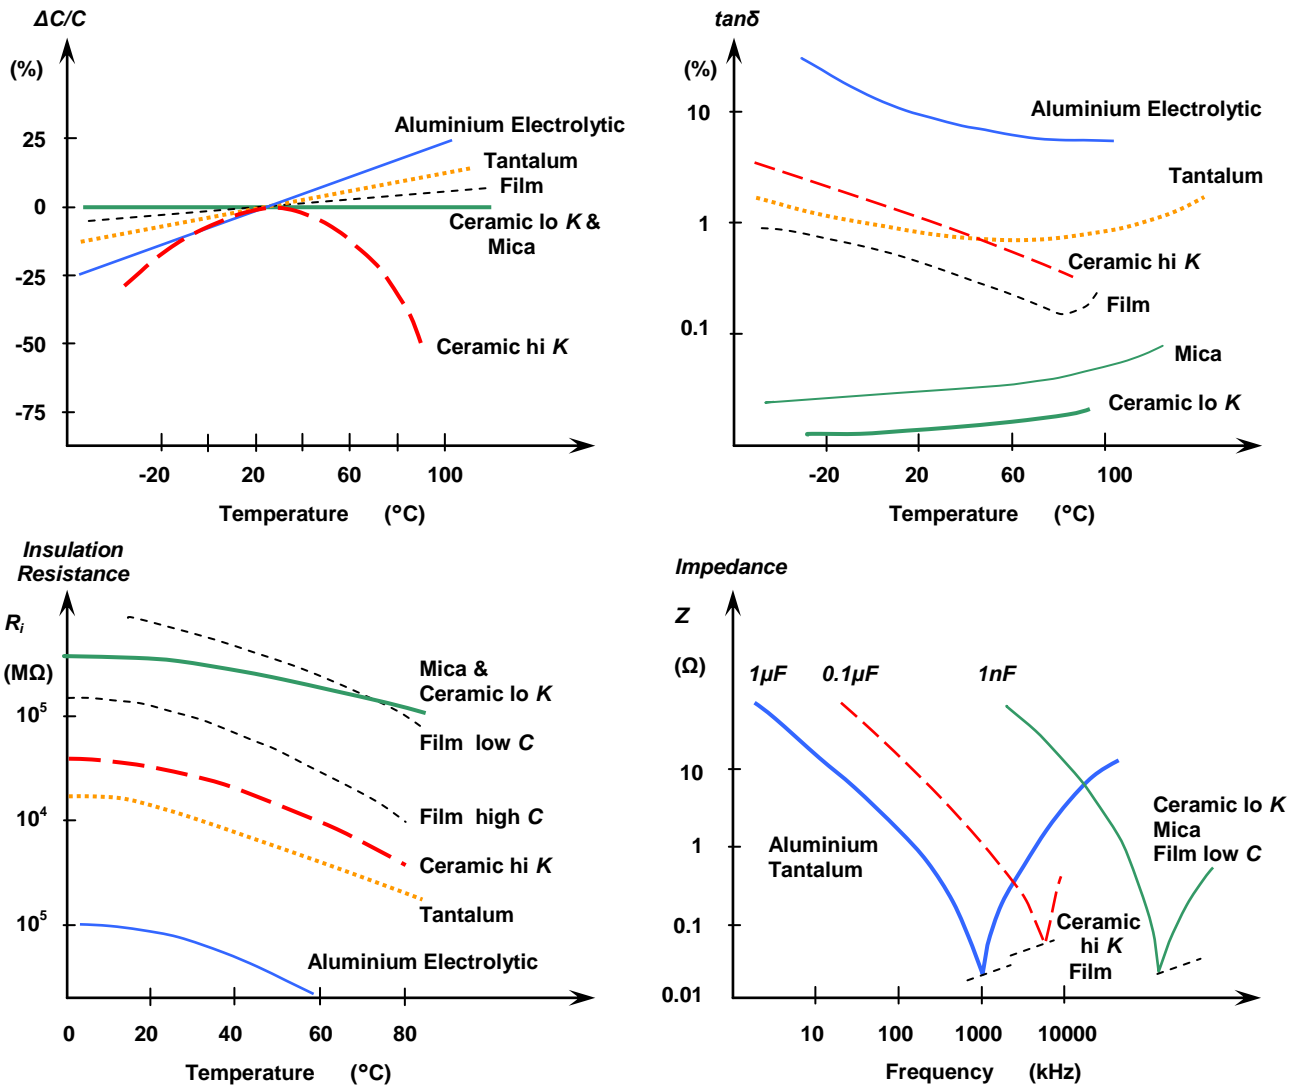 ΔC/C
(%)
25
0
-25
-50
-75
Aluminium Electrolytic
Tantalum
Film
Ceramic lo K &
Mica
Ceramic hi K
-20
20
60
100
Temperature (°C)
tanδ
(%)
10
1
0.1
Aluminium Electrolytic
Tantalum
Ceramic hi K
Film
Mica
Ceramic lo K
-20
20
60
100
Temperature (°C)
Insulation
Resistance
Ri
(MΩ)
10⁵
10⁴
10⁵
Mica &
Ceramic lo K
Film low C
Film high C
Ceramic hi K
Tantalum
Aluminium Electrolytic
0
20
40
60
80
Temperature (°C)
Impedance
Z
(Ω)
10
1
0.1
0.01
1µF
0.1µF
1nF
Aluminium
Tantalum
Ceramic
hi K
Film
Ceramic lo K
Mica
Film low C
10
100
1000
10000
Frequency (kHz)